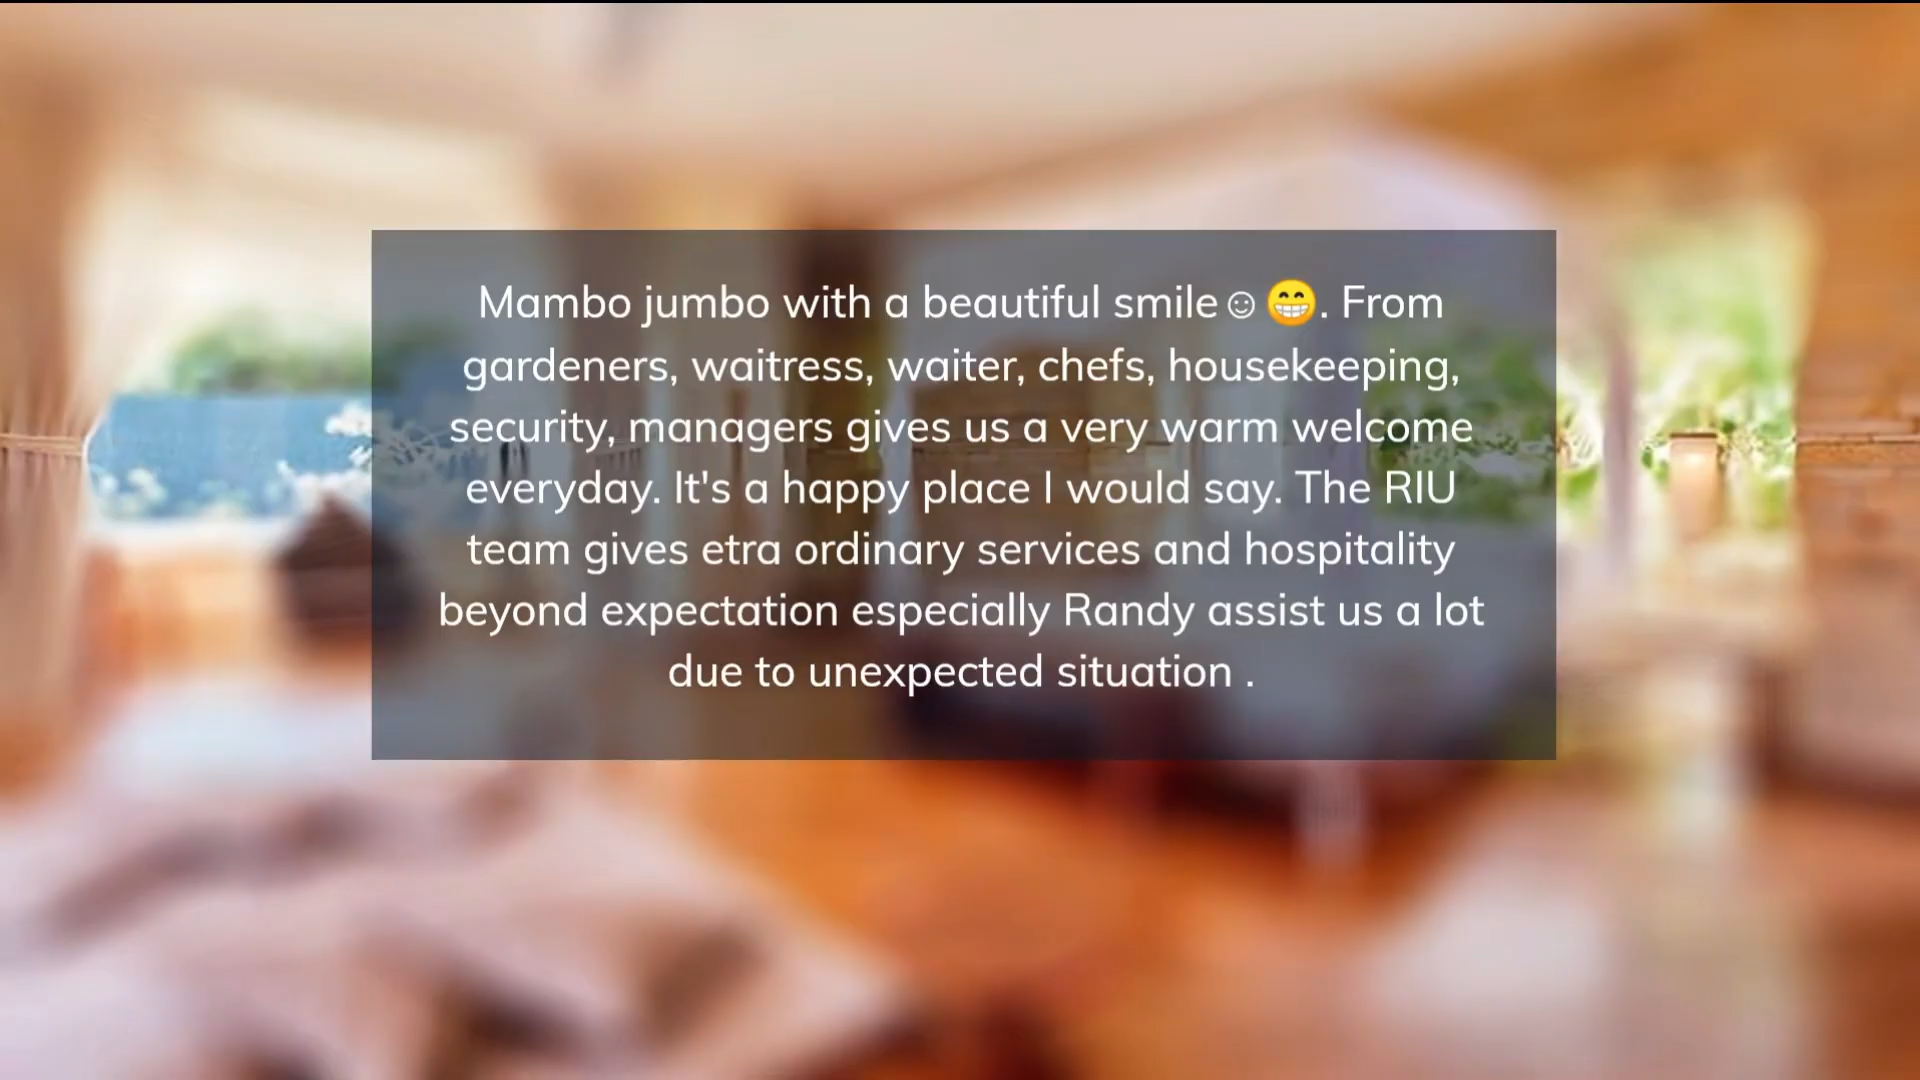 Mambo jumbo with a beautiful smile☺😁. From
gardeners, waitress, waiter, chefs, housekeeping,
security, managers gives us a very warm welcome
everyday. It's a happy place I would say. The RIU
team gives etra ordinary services and hospitality
beyond expectation especially Randy assist us a lot
due to unexpected situation .